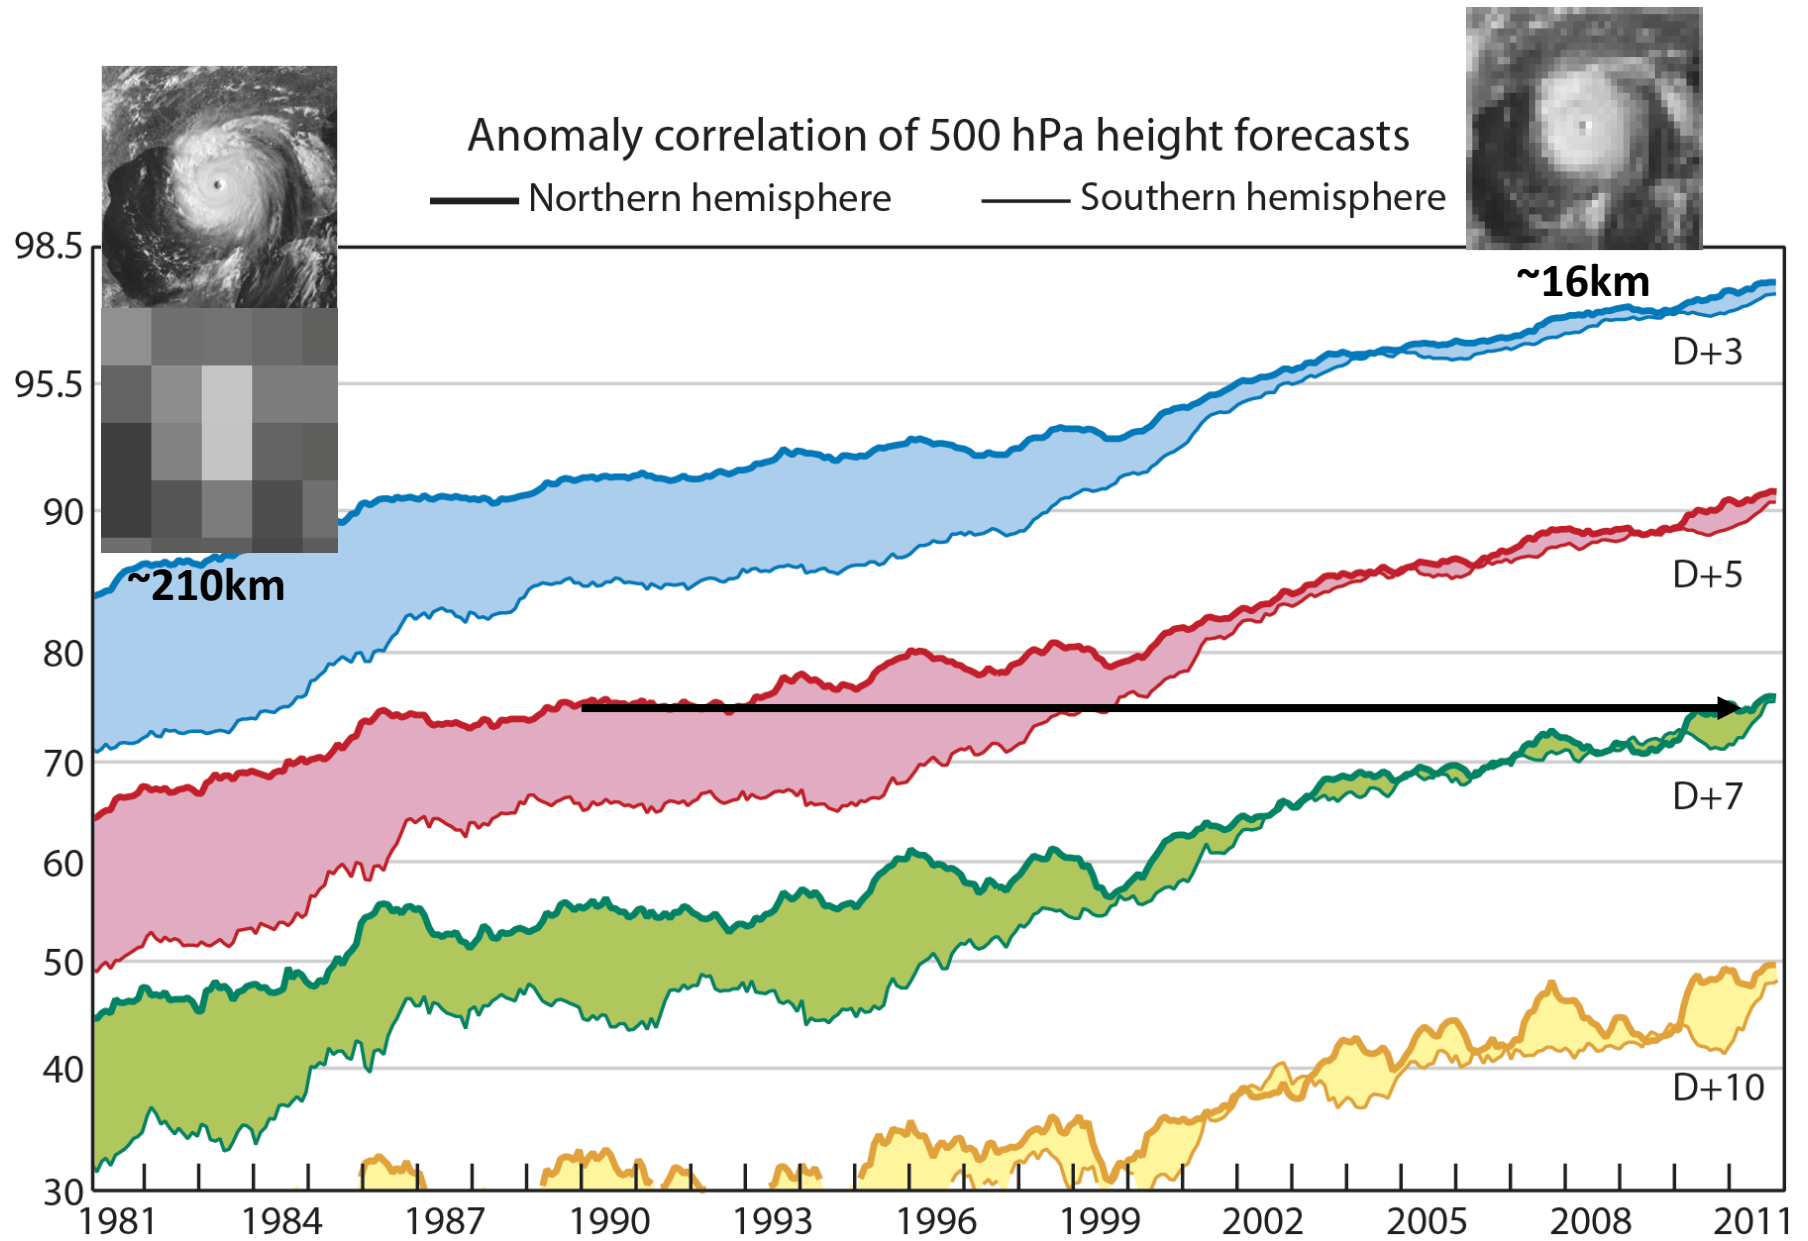 Anomaly correlation of 500 hPa height forecasts
Northern hemisphere Southern hemisphere
98.5
~16km
D+3
95.5
90
D+5
~210km
80
70
D+7
60
50
40
D+10
30
1981 1984 1987 1990 1993 1996 1999 2002 2005 2008 2011